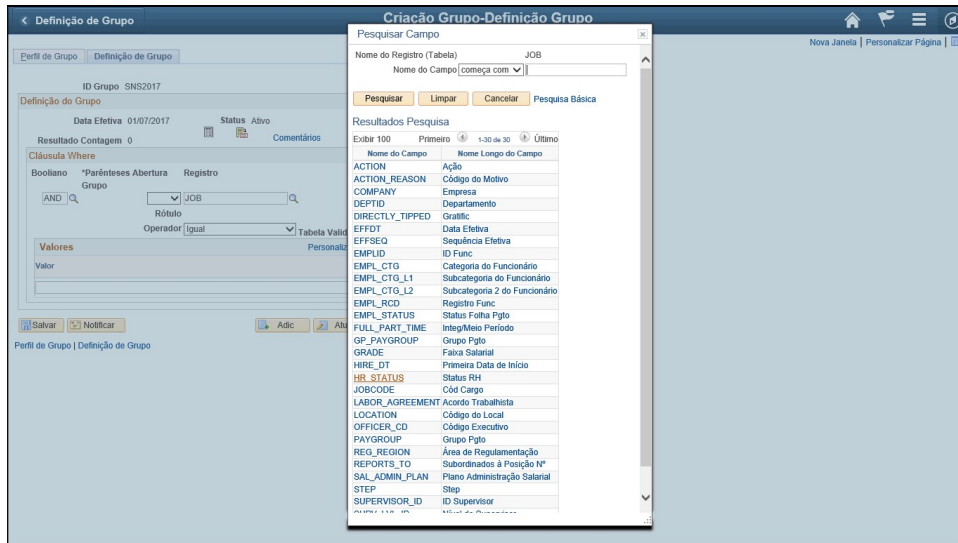 Definição de Grupo
Criação Grupo-Definição Grupo
Nova Janela | Personalizar Página |
Perfil de Grupo
Definição de Grupo
ID Grupo SNS2017
Definição do Grupo
Data Efetiva 01/07/2017
Status Ativo
Resultado Contagem 0
Comentários
Cláusula Where
Booliano *Parênteses Abertura Registro
Grupo
AND JOB
Rótulo
Operador Igual
Tabela Valid
Valores
Personaliz
Valor
Salvar
Notificar
Adic
Atu
Perfil de Grupo | Definição de Grupo
Pesquisar Campo
Nome do Registro (Tabela) JOB
Nome do Campo começa com
Pesquisar
Limpar
Cancelar
Pesquisa Básica
Resultados Pesquisa
Exibir 100 Primeiro 1-30 de 30 Último
Nome do Campo Nome Longo do Campo
ACTION Ação
ACTION_REASON Código do Motivo
COMPANY Empresa
DEPTID Departamento
DIRECTLY_TIPPED Gratific
EFFDT Data Efetiva
EFFSEQ Sequência Efetiva
EMPLID ID Func
EMPL_CTG Categoria do Funcionário
EMPL_CTG_L1 Subcategoria do Funcionário
EMPL_CTG_L2 Subcategoria 2 do Funcionário
EMPL_RCD Registro Func
EMPL_STATUS Status Folha Pgto
FULL_PART_TIME Integ/Meio Período
GP_PAYGROUP Grupo Pgto
GRADE Faixa Salarial
HIRE_DT Primeira Data de Início
HR_STATUS Status RH
JOBCODE Cód Cargo
LABOR_AGREEMENT Acordo Trabalhista
LOCATION Código do Local
OFFICER_CD Código Executivo
PAYGROUP Grupo Pgto
REG_REGION Área de Regulamentação
REPORTS_TO Subordinados à Posição Nº
SAL_ADMIN_PLAN Plano Administração Salarial
STEP Step
SUPERVISOR_ID ID Supervisor